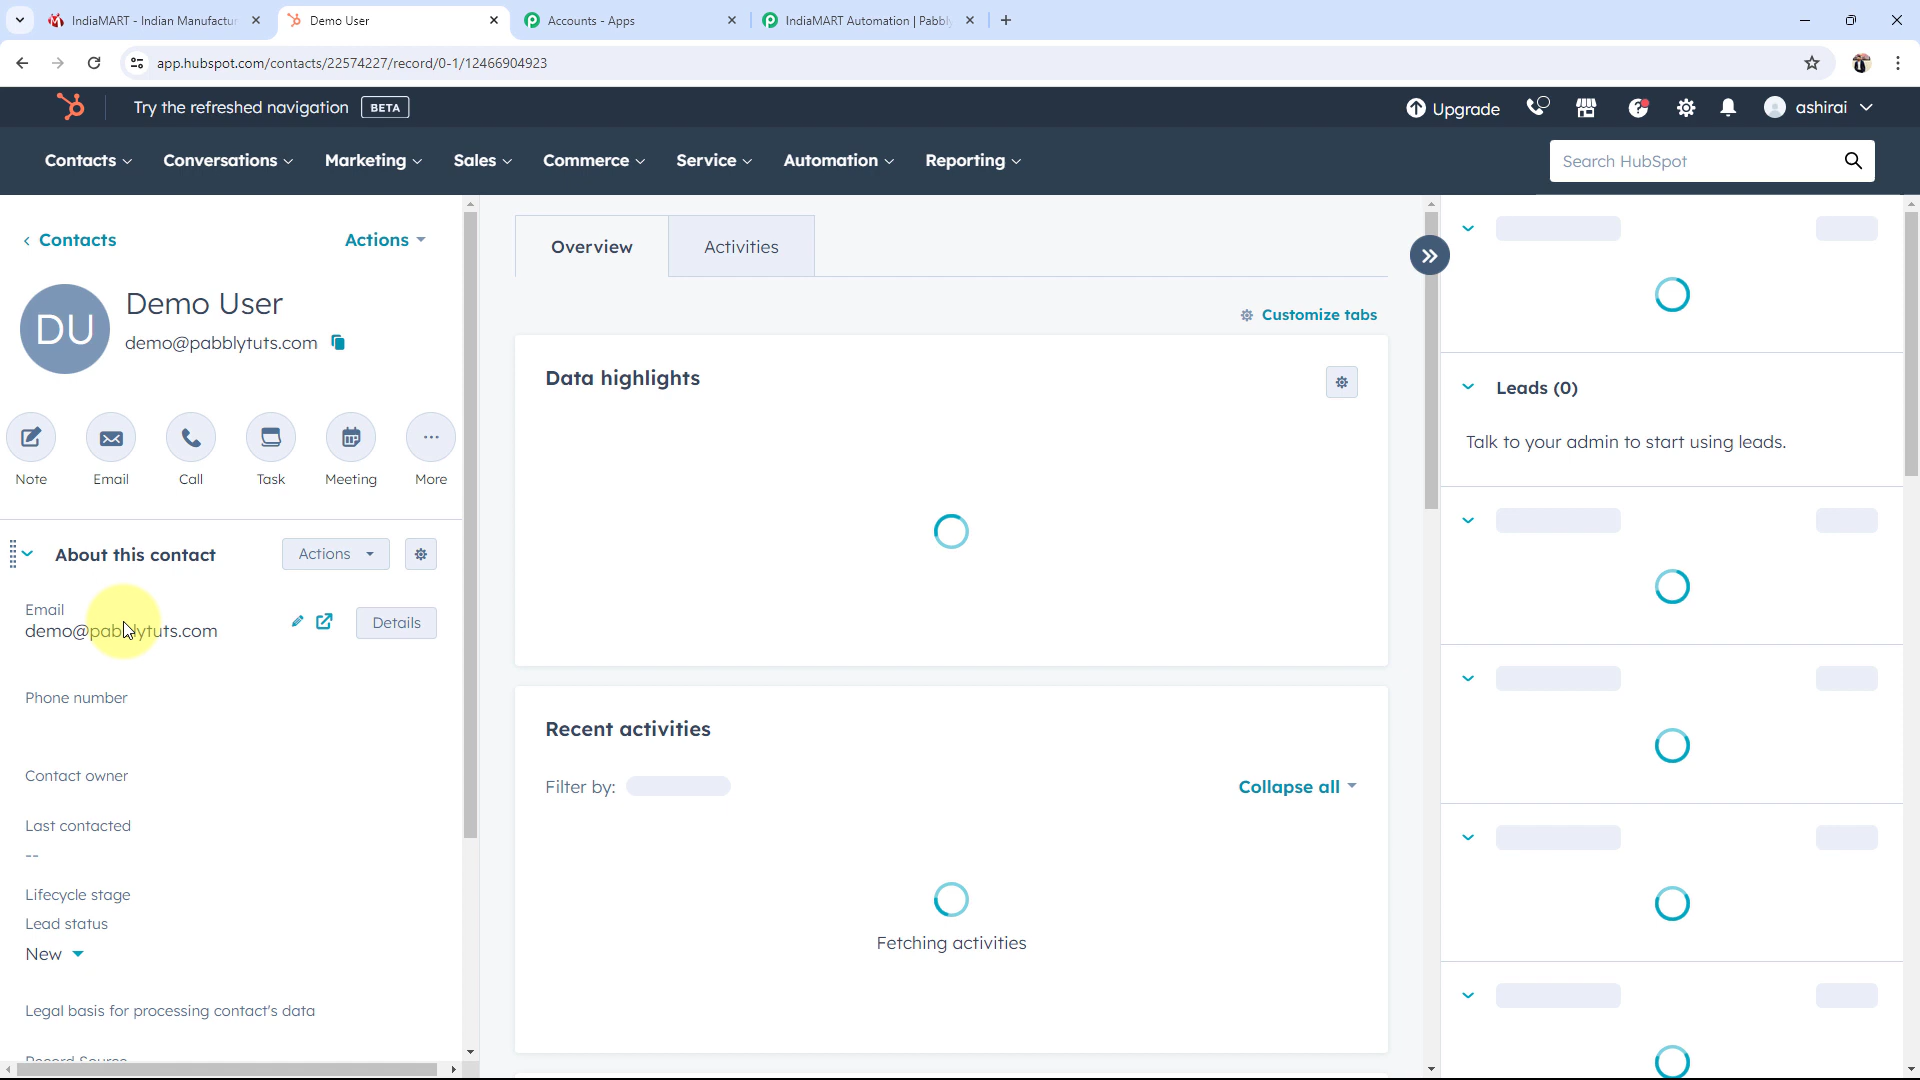 IndiaMART - Indian Manufactur
Demo User
Accounts - Apps
IndiaMART Automation | Pabbl
app.hubspot.com/contacts/22574227/record/0-1/12466904923
Try the refreshed navigation BETA
Upgrade
ashirai
Contacts
Conversations
Marketing
Sales
Commerce
Service
Automation
Reporting
Search HubSpot
Contacts
Actions
DU
Demo User
demo@pabblytuts.com
Note
Email
Call
Task
Meeting
More
About this contact
Actions
Email
demo@pabblytuts.com
Details
Phone number
Contact owner
Last contacted
--
Lifecycle stage
Lead status
New
Legal basis for processing contact's data
Record Source
Overview
Activities
Customize tabs
Data highlights
Recent activities
Filter by:
Collapse all
Fetching activities
Leads (0)
Talk to your admin to start using leads.